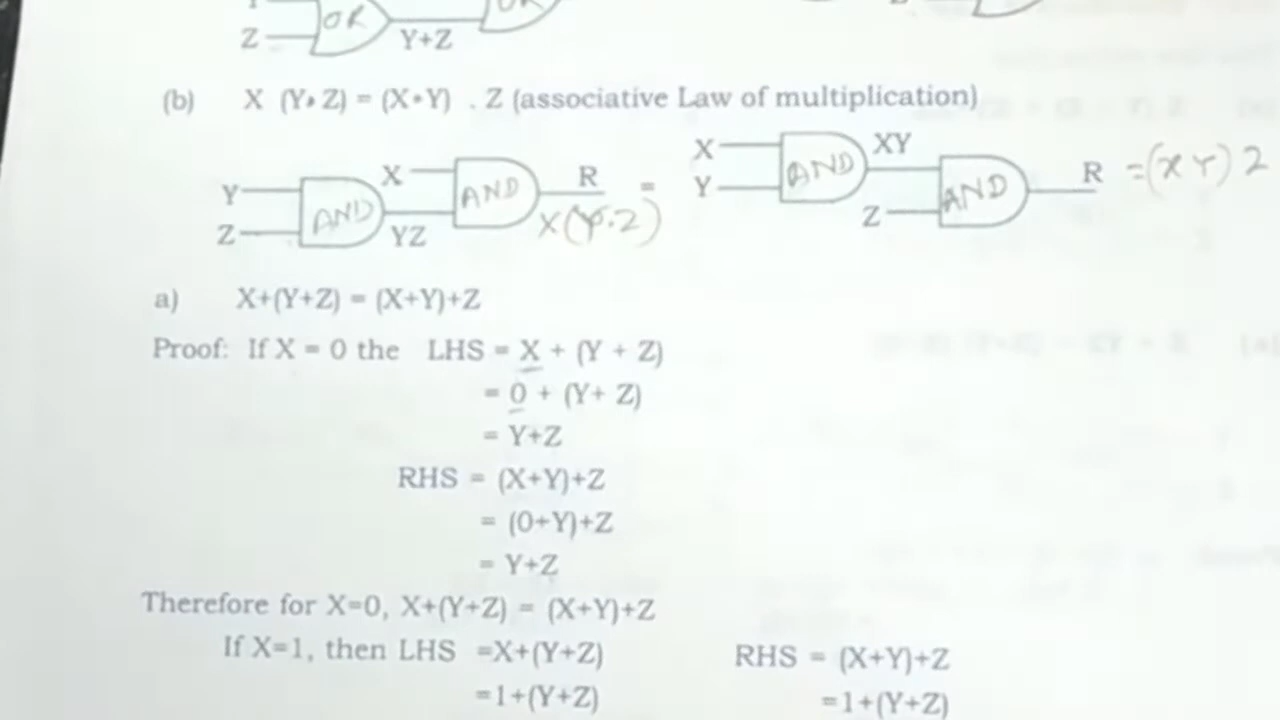 OR
Z Y+Z
(b) X (Y•Z) = (X•Y) . Z (associative Law of multiplication)
X AND XY
Y AND R =(XY)Z
Z
X AND R =
Y AND X(Y.Z)
Z YZ
a) X+(Y+Z) = (X+Y)+Z
Proof: If X = 0 the LHS = X + (Y + Z)
= 0 + (Y+ Z)
= Y+Z
RHS = (X+Y)+Z
= (0+Y)+Z
= Y+Z
Therefore for X=0, X+(Y+Z) = (X+Y)+Z
If X=1, then LHS =X+(Y+Z) RHS = (X+Y)+Z
=1+(Y+Z) =1+(Y+Z)